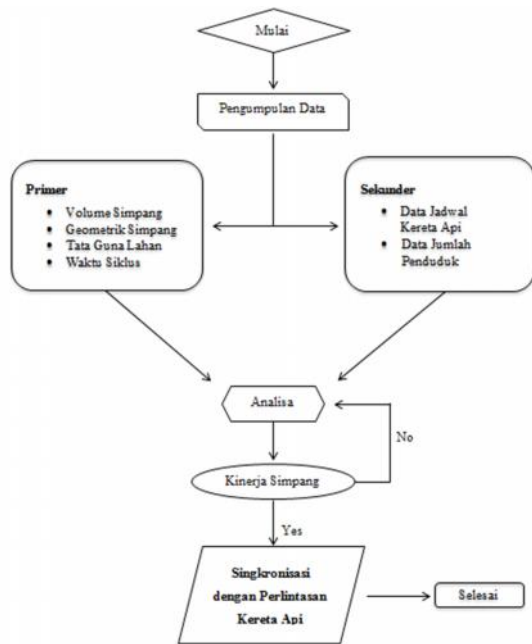 Mulai
Pengumpulan Data
Primer
• Volume Simpang
• Geometrik Simpang
• Tata Guna Lahan
• Waktu Siklus
Sekunder
• Data Jadwal
Kereta Api
• Data Jumlah
Penduduk
Analisa
No
Kinerja Simpang
Yes
Singkronisasi
dengan Perlintasan
Kereta Api
Selesai